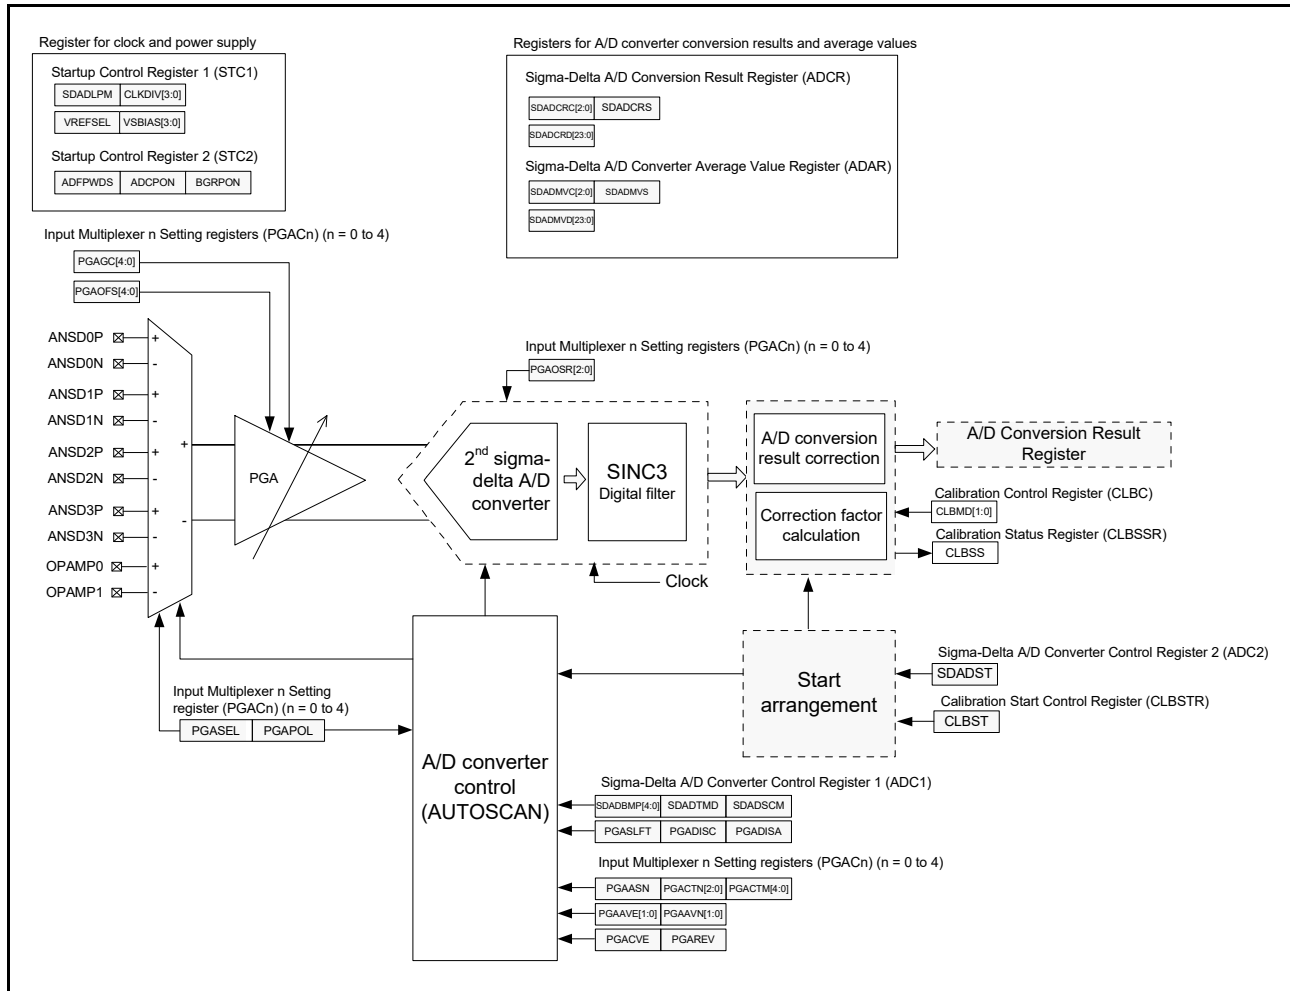 Register for clock and power supply
Startup Control Register 1 (STC1)
SDADLPM CLKDIV[3:0]
VREFSEL VSBIAS[3:0]
Startup Control Register 2 (STC2)
ADFPWDS ADCPON BGRPON
Registers for A/D converter conversion results and average values
Sigma-Delta A/D Conversion Result Register (ADCR)
SDADCRC[2:0] SDADCRS
SDADCRD[23:0]
Sigma-Delta A/D Converter Average Value Register (ADAR)
SDADMVC[2:0] SDADMVS
SDADMVD[23:0]
Input Multiplexer n Setting registers (PGACn) (n = 0 to 4)
PGAGC[4:0]
PGAOFS[4:0]
ANSD0P +
ANSD0N -
ANSD1P +
ANSD1N -
ANSD2P +
ANSD2N -
ANSD3P +
ANSD3N -
OPAMP0 +
OPAMP1 -
+
-
PGA
Input Multiplexer n Setting registers (PGACn) (n = 0 to 4)
PGAOSR[2:0]
2nd sigma-
delta A/D
converter
SINC3
Digital filter
Clock
A/D conversion
result correction
Correction factor
calculation
A/D Conversion Result
Register
Calibration Control Register (CLBC)
CLBMD[1:0]
Calibration Status Register (CLBSSR)
CLBSS
Start
arrangement
Sigma-Delta A/D Converter Control Register 2 (ADC2)
SDADST
Calibration Start Control Register (CLBSTR)
CLBST
Input Multiplexer n Setting
register (PGACn) (n = 0 to 4)
PGASEL PGAPOL
A/D converter
control
(AUTOSCAN)
Sigma-Delta A/D Converter Control Register 1 (ADC1)
SDADBMP[4:0] SDADTMD SDADSCM
PGASLFT PGADISC PGADISA
Input Multiplexer n Setting registers (PGACn) (n = 0 to 4)
PGAASN PGACTN[2:0] PGACTM[4:0]
PGAAVE[1:0] PGAAVN[1:0]
PGACVE PGAREV